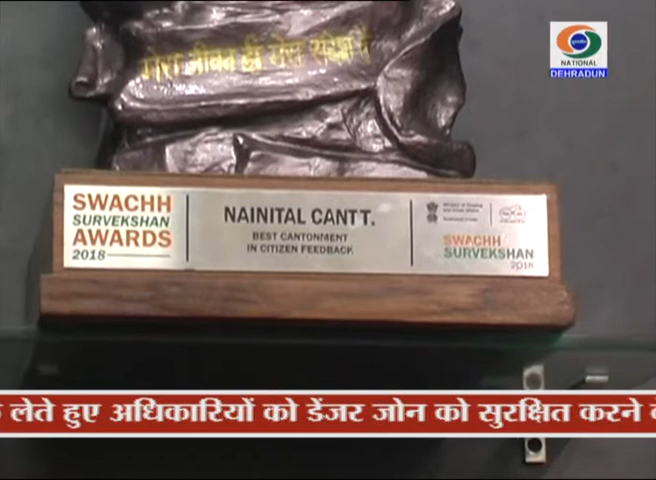 मेरा जीवन ही मेरा संदेश है
NATIONAL
DEHRADUN
SWACHH
SURVEKSHAN
AWARDS
2018
NAINITAL CANTT.
BEST CANTONMENT
IN CITIZEN FEEDBACK
SWACHH
SURVEKSHAN
2018
लेते हुए अधिकारियों को डेंजर जोन को सुरक्षित करने